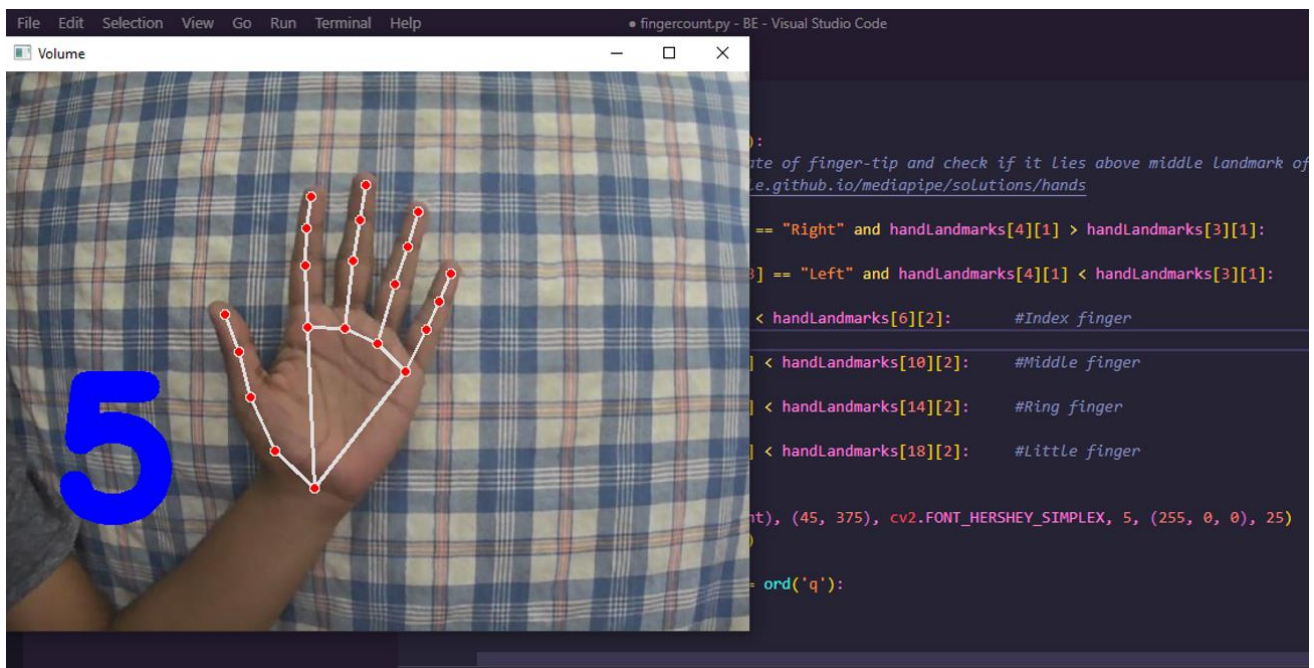 File Edit Selection View Go Run Terminal Help
● fingercount.py - BE - Visual Studio Code
Volume
):
ate of finger-tip and check if it lies above middle landmark of
le.github.io/mediapipe/solutions/hands
== "Right" and handLandmarks[4][1] > handLandmarks[3][1]:
3] == "Left" and handLandmarks[4][1] < handLandmarks[3][1]:
< handLandmarks[6][2]: #Index finger
] < handLandmarks[10][2]: #Middle finger
] < handLandmarks[14][2]: #Ring finger
] < handLandmarks[18][2]: #Little finger
5
nt), (45, 375), cv2.FONT_HERSHEY_SIMPLEX, 5, (255, 0, 0), 25)
)
= ord('q'):